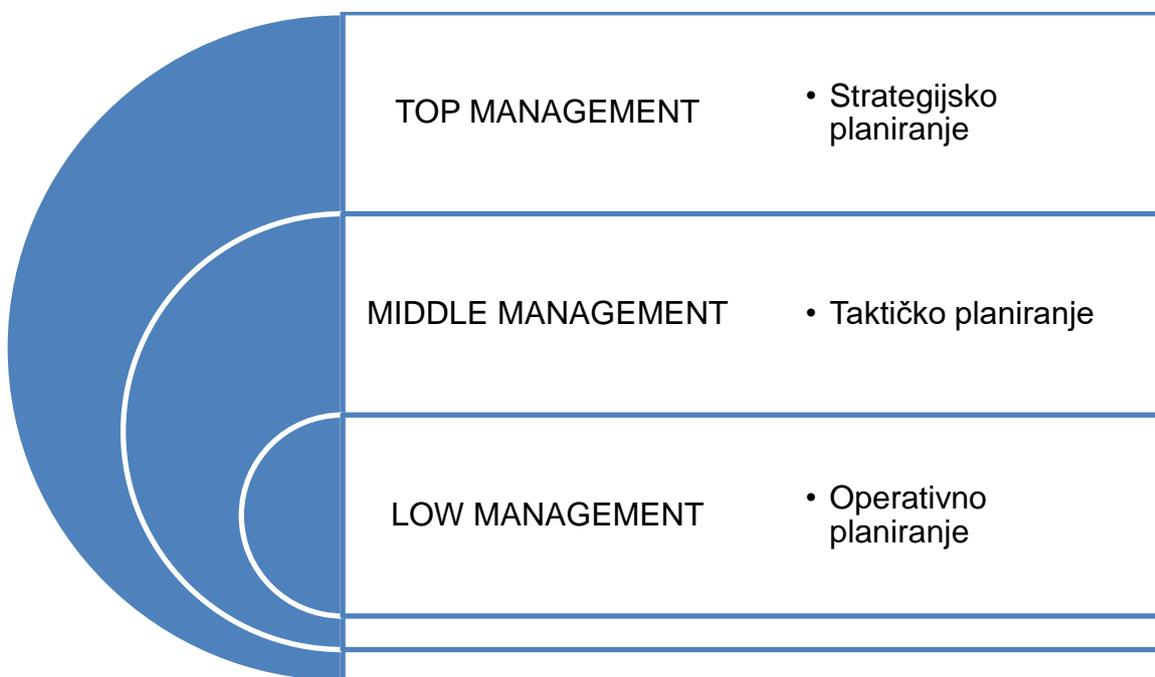 TOP MANAGEMENT
• Strategijsko
planiranje
MIDDLE MANAGEMENT
• Taktičko planiranje
LOW MANAGEMENT
• Operativno
planiranje